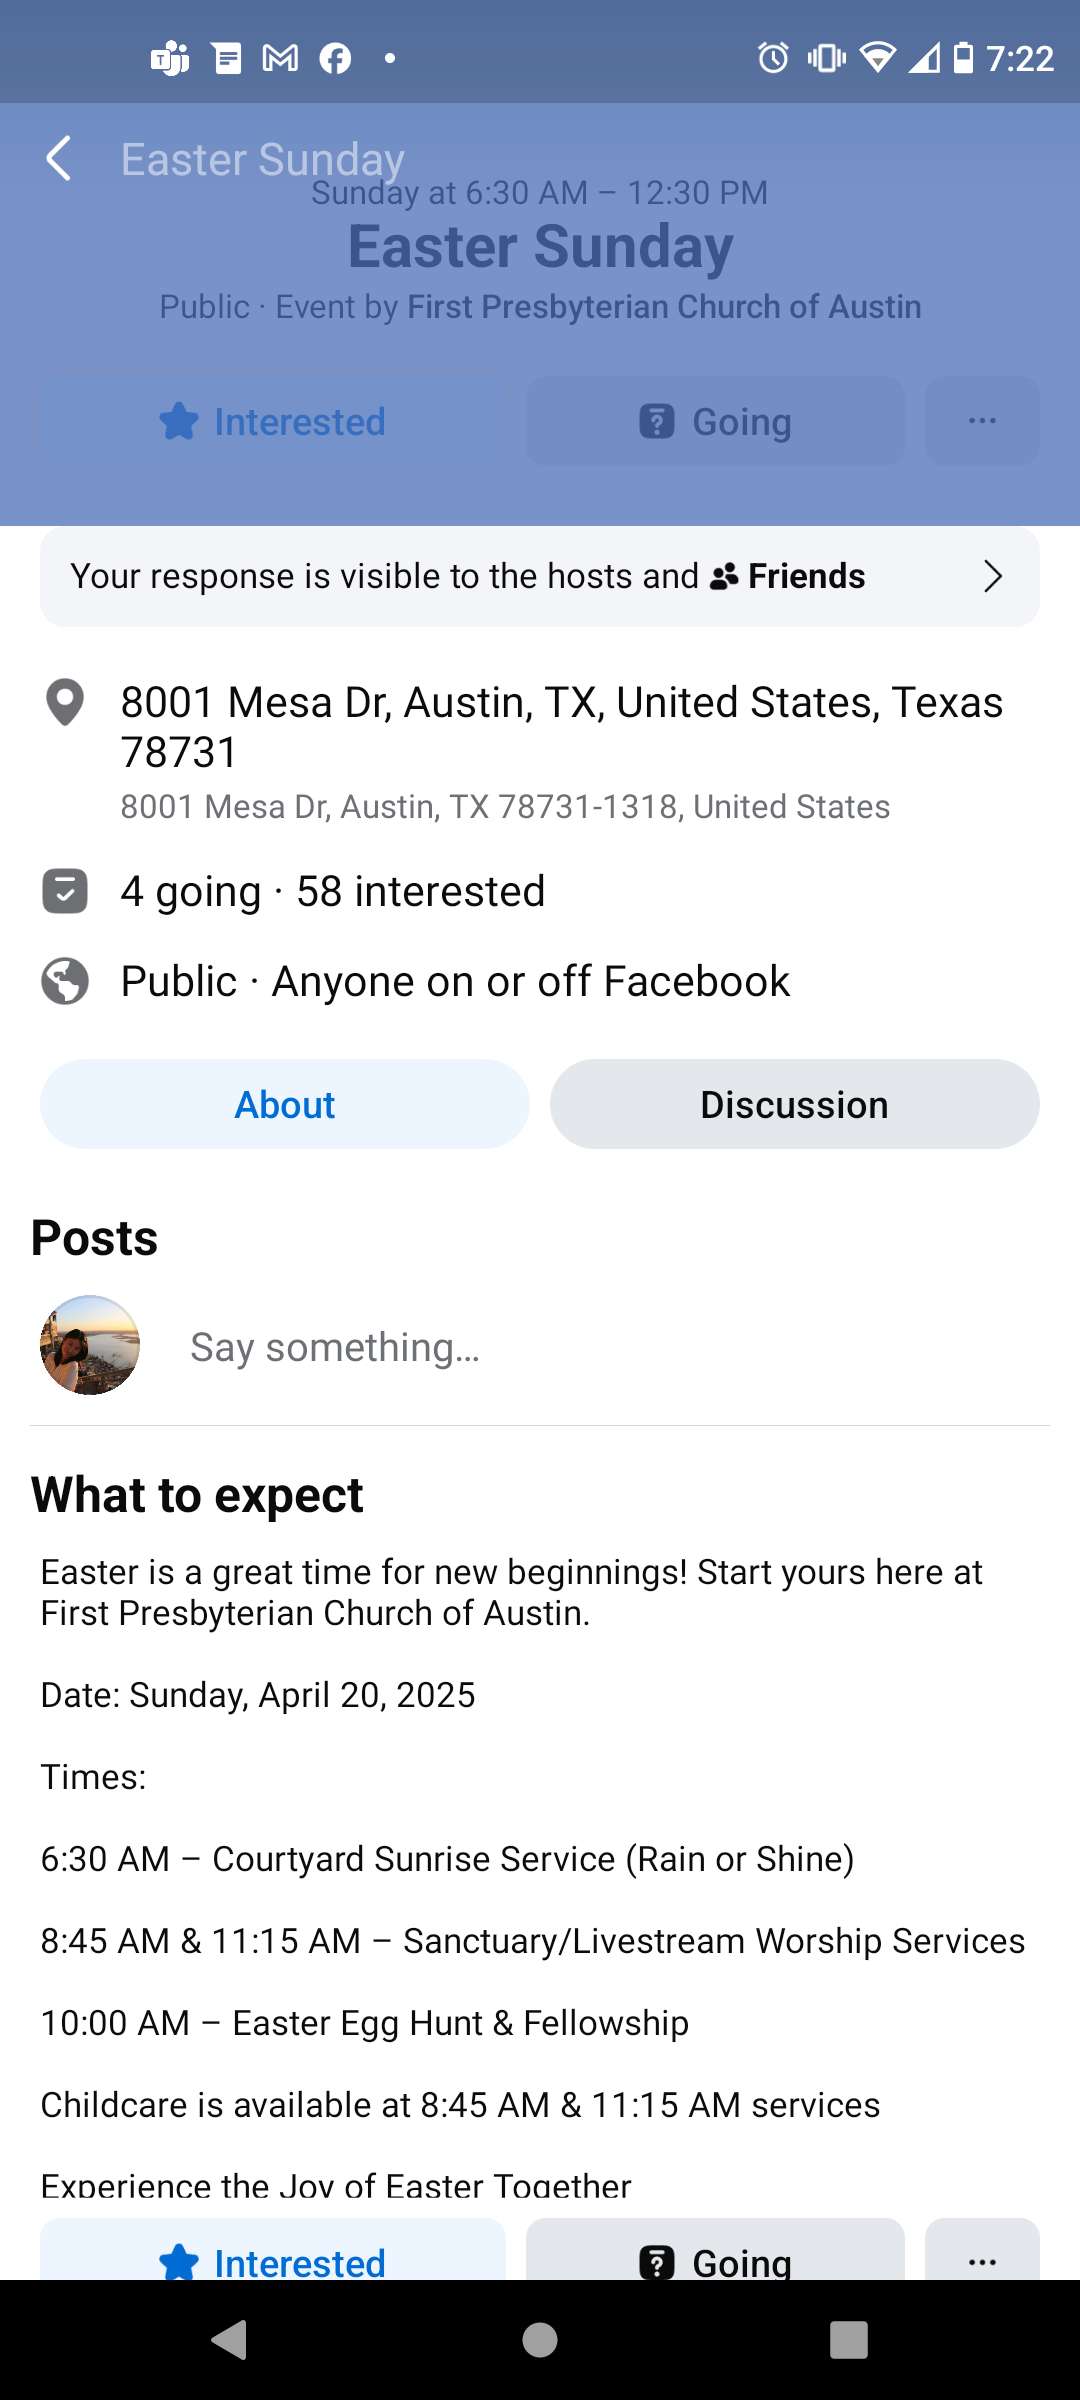 7:22
Easter Sunday
Sunday at 6:30 AM – 12:30 PM
Easter Sunday
Public · Event by First Presbyterian Church of Austin
Interested
Going
Your response is visible to the hosts and Friends
8001 Mesa Dr, Austin, TX, United States, Texas
78731
8001 Mesa Dr, Austin, TX 78731-1318, United States
4 going · 58 interested
Public · Anyone on or off Facebook
About
Discussion
Posts
Say something...
What to expect
Easter is a great time for new beginnings! Start yours here at
First Presbyterian Church of Austin.
Date: Sunday, April 20, 2025
Times:
6:30 AM – Courtyard Sunrise Service (Rain or Shine)
8:45 AM & 11:15 AM – Sanctuary/Livestream Worship Services
10:00 AM – Easter Egg Hunt & Fellowship
Childcare is available at 8:45 AM & 11:15 AM services
Experience the Joy of Easter Together
Interested
Going